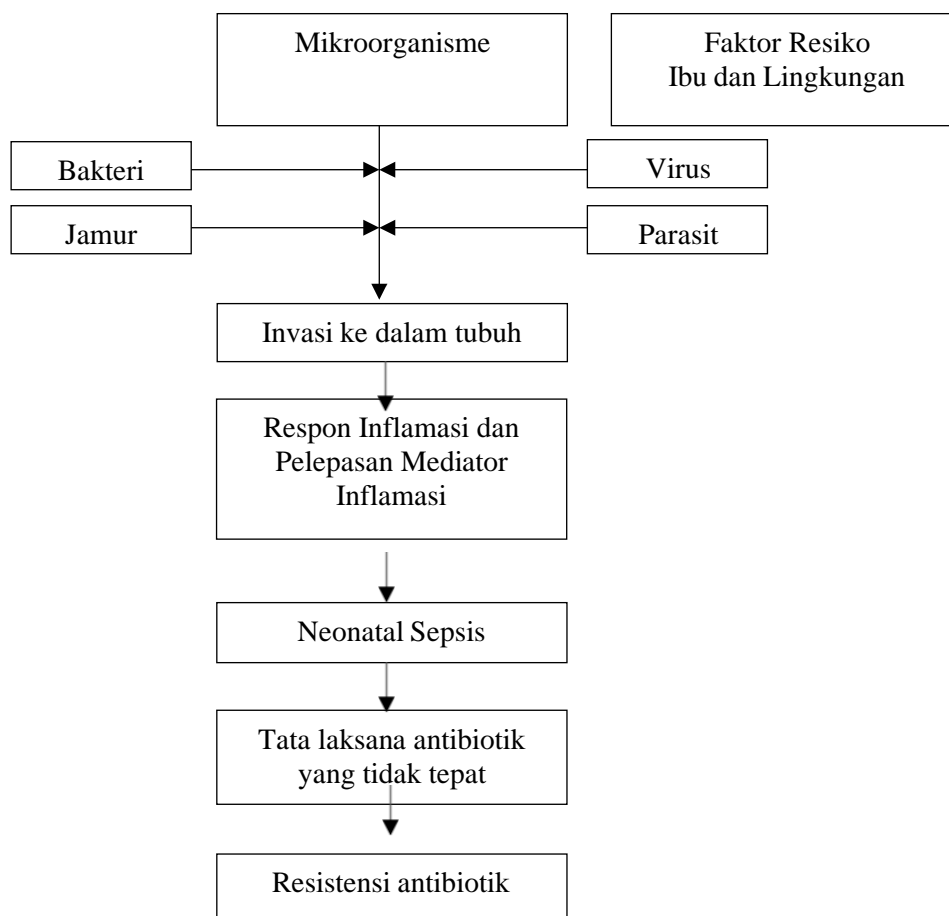 Mikroorganisme
Faktor Resiko
Ibu dan Lingkungan
Bakteri
Virus
Jamur
Parasit
Invasi ke dalam tubuh
Respon Inflamasi dan
Pelepasan Mediator
Inflamasi
Neonatal Sepsis
Tata laksana antibiotik
yang tidak tepat
Resistensi antibiotik